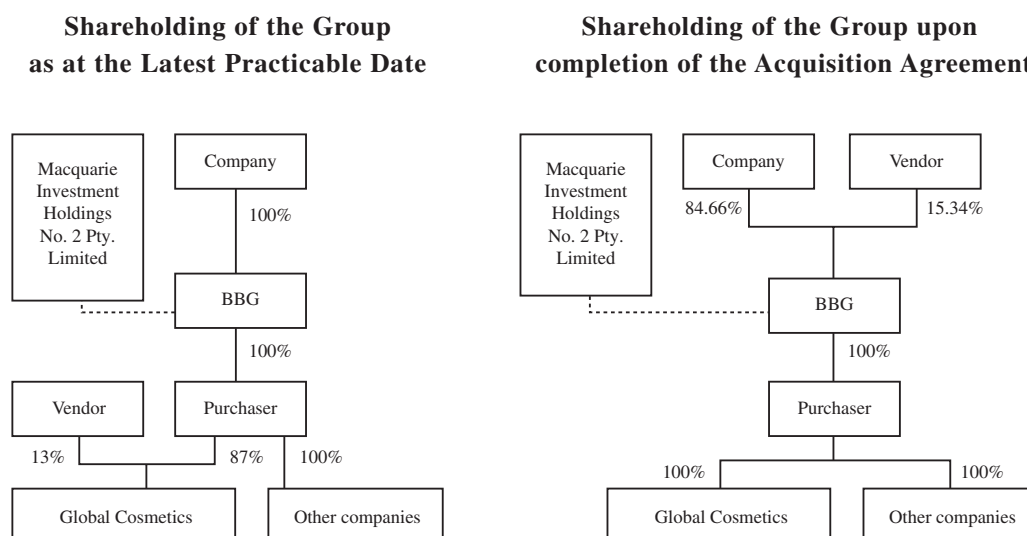 Shareholding of the Group
as at the Latest Practicable Date
Macquarie
Investment
Holdings
No. 2 Pty.
Limited
Company
100%
BBG
100%
Vendor
Purchaser
13%
87%
100%
Global Cosmetics
Other companies
Shareholding of the Group upon
completion of the Acquisition Agreement
Macquarie
Investment
Holdings
No. 2 Pty.
Limited
Company
Vendor
84.66%
15.34%
BBG
100%
Purchaser
100%
100%
Global Cosmetics
Other companies